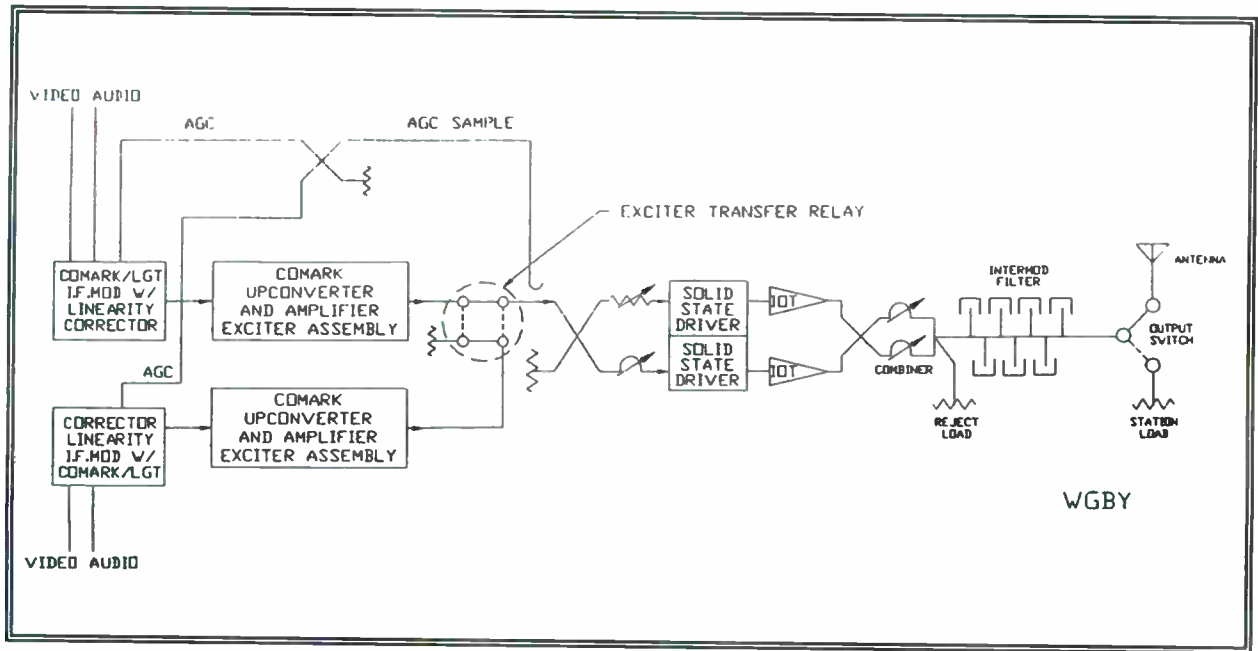 VIDEO AUDIO
AGC
AGC SAMPLE
EXCITER TRANSFER RELAY
COMARK/LGT
I.F.MOD W/
LINEARITY
CORRECTOR
COMARK
UPCONVERTER
AND AMPLIFIER
EXCITER ASSEMBLY
SOLID
STATE
DRIVER
IOT
INTERMOD
FILTER
ANTENNA
OUTPUT
SWITCH
SOLID
STATE
DRIVER
IOT
COMBINER
REJECT
LOAD
STATION
LOAD
AGC
CORRECTOR
LINEARITY
I.F.MOD W/
COMARK/LGT
COMARK
UPCONVERTER
AND AMPLIFIER
EXCITER ASSEMBLY
VIDEO AUDIO
WGBY